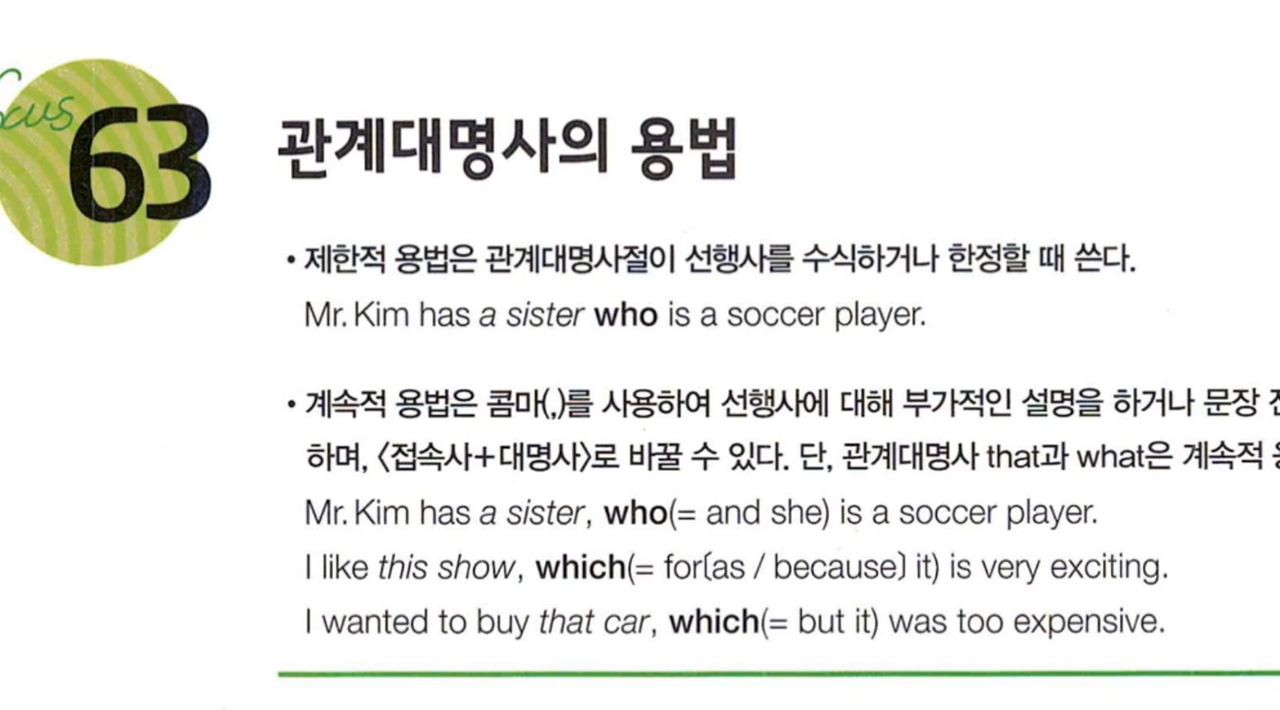 ocus
63
관계대명사의 용법
• 제한적 용법은 관계대명사절이 선행사를 수식하거나 한정할 때 쓴다.
Mr. Kim has a sister who is a soccer player.
• 계속적 용법은 콤마(,)를 사용하여 선행사에 대해 부가적인 설명을 하거나 문장
하며, 〈접속사+대명사〉로 바꿀 수 있다. 단, 관계대명사 that과 what은 계속적
Mr. Kim has a sister, who(= and she) is a soccer player.
I like this show, which(= for(as / because) it) is very exciting.
I wanted to buy that car, which(= but it) was too expensive.